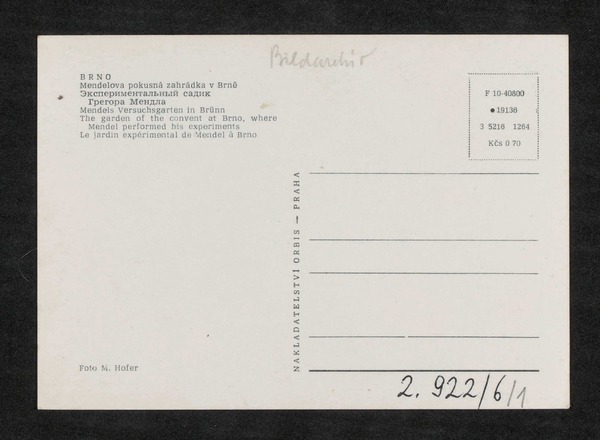 Bildarchiv
BRNO
Mendelova pokusná zahrádka v Brně
Экспериментальный садик
Грегора Мендла
Mendels Versuchsgarten in Brünn
The garden of the convent at Brno, where
Mendel performed his experiments
Le jardin expérimental de Mendel à Brno
F 10-40800
●19136
3 5216 1264
Kčs 0 70
NAKLADATELSTVÍ ORBIS — PRAHA
Foto M. Hofer
2. 922/6/1